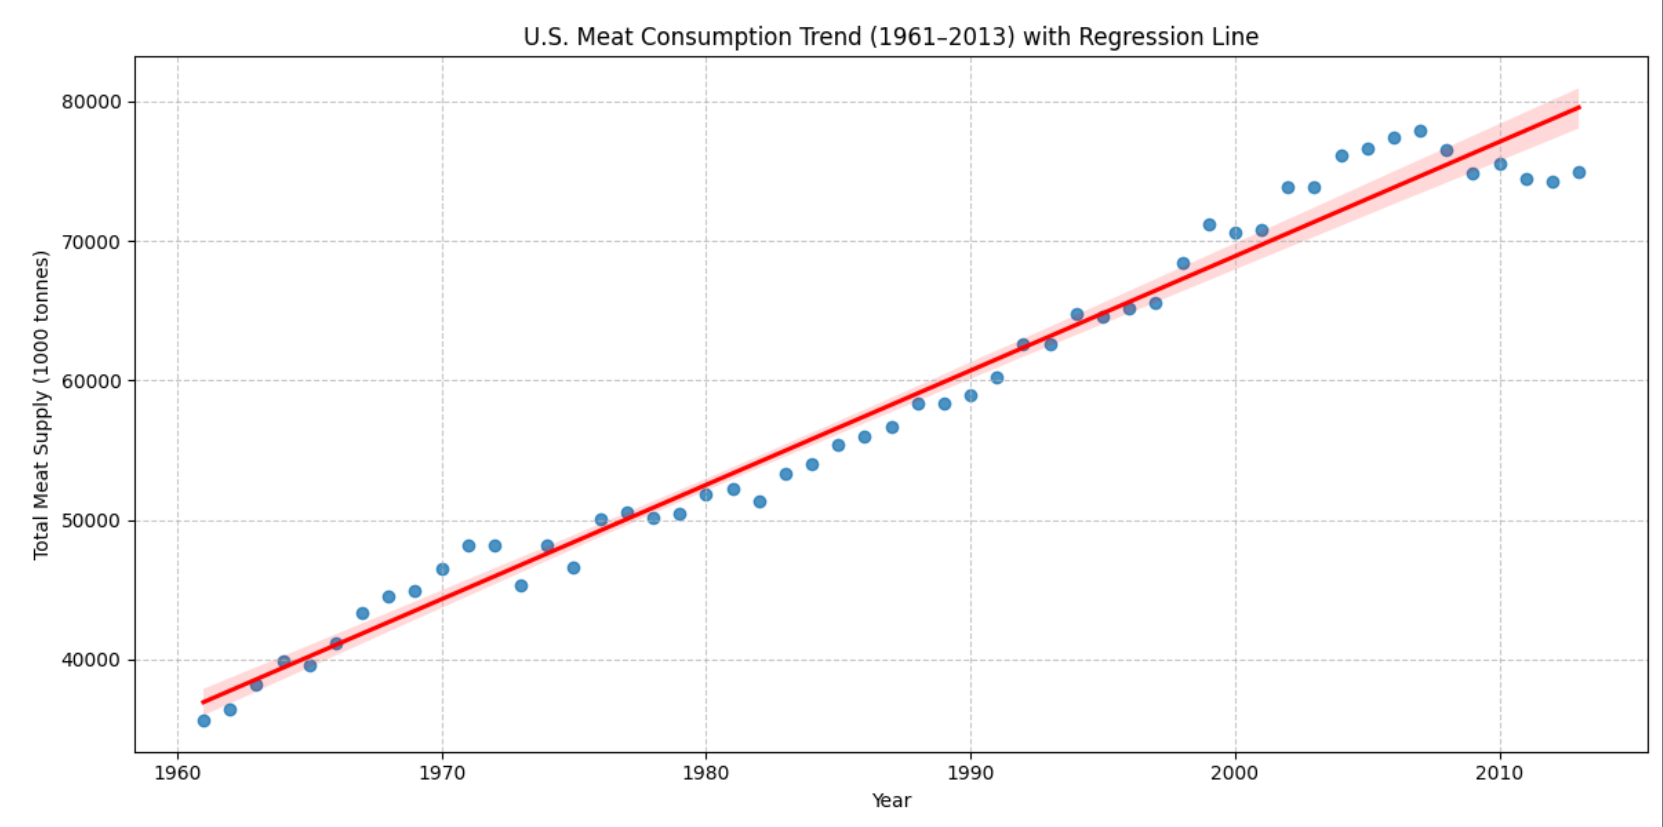 U.S. Meat Consumption Trend (1961–2013) with Regression Line
80000
70000
60000
50000
40000
Total Meat Supply (1000 tonnes)
1960 1970 1980 1990 2000 2010
Year